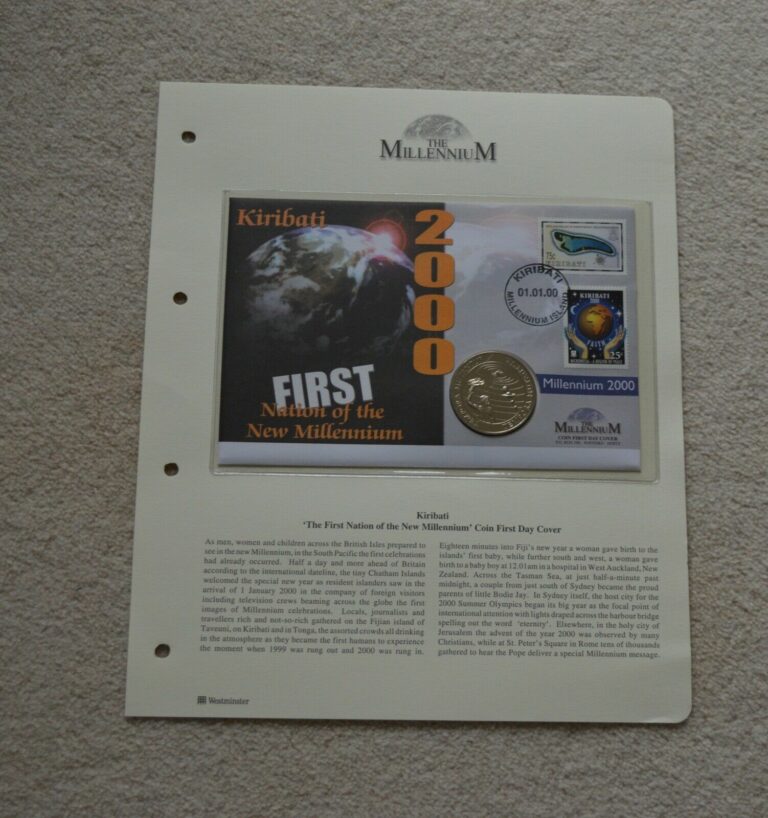 THE
MILLENNIUM
Kiribati
2000
FIRST
Nation of the
New Millennium
KIRIBATI
01.01.00
MILLENNIUM ISLAND
75c
KIRIBATI
KIRIBATI
2000
FAITH
25c
Millennium 2000
THE
MILLENNIUM
COIN FIRST DAY COVER
Kiribati
'The First Nation of the New Millennium' Coin First Day Cover
As men, women and children across the British Isles prepared to
see in the new Millennium, in the South Pacific the first celebrations
had already occurred. Half a day and more ahead of Britain
according to the international dateline, the tiny Chatham Islands
welcomed the special new year as resident islanders saw in the
arrival of 1 January 2000 in the company of foreign visitors
including television crews beaming across the globe the first
images of Millennium celebrations. Locals, journalists and
travellers rich and not-so-rich gathered on the Fijian island of
Taveuni, on Kiribati and in Tonga, the assorted crowds all drinking
in the atmosphere as they became the first humans to experience
the moment when 1999 was rung out and 2000 was rung in.
Eighteen minutes into Fiji's new year a woman gave birth to the
islands' first baby, while further south and west, a woman gave
birth to a baby boy at 12.01am in a hospital in West Auckland, New
Zealand. Across the Tasman Sea, at just half-a-minute past
midnight, a couple from just south of Sydney became the proud
parents of little Bodie Jay. In Sydney itself, the host city for the
2000 Summer Olympics began its big year as the focal point of
international attention with lights draped across the harbour bridge
spelling out the word 'eternity'. Elsewhere, in the holy city of
Jerusalem the advent of the year 2000 was observed by many
Christians, while at St. Peter's Square in Rome tens of thousands
gathered to hear the Pope deliver a special Millennium message.
Westminster